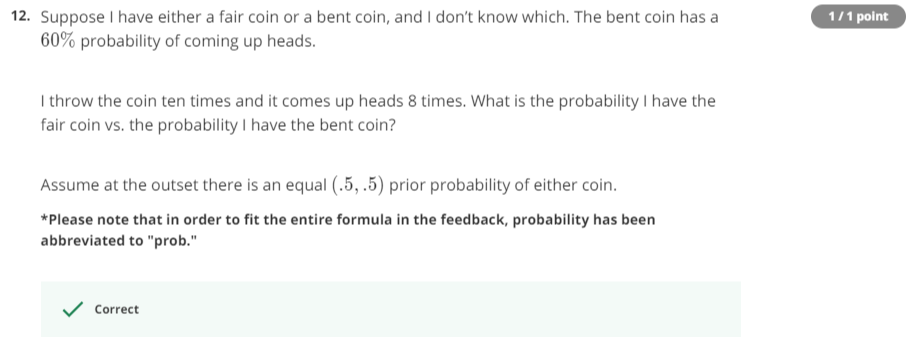 12. Suppose I have either a fair coin or a bent coin, and I don't know which. The bent coin has a
1 / 1 point
60% probability of coming up heads.
I throw the coin ten times and it comes up heads 8 times. What is the probability I have the
fair coin vs. the probability I have the bent coin?
Assume at the outset there is an equal (.5, .5) prior probability of either coin.
*Please note that in order to fit the entire formula in the feedback, probability has been
abbreviated to "prob."
Correct